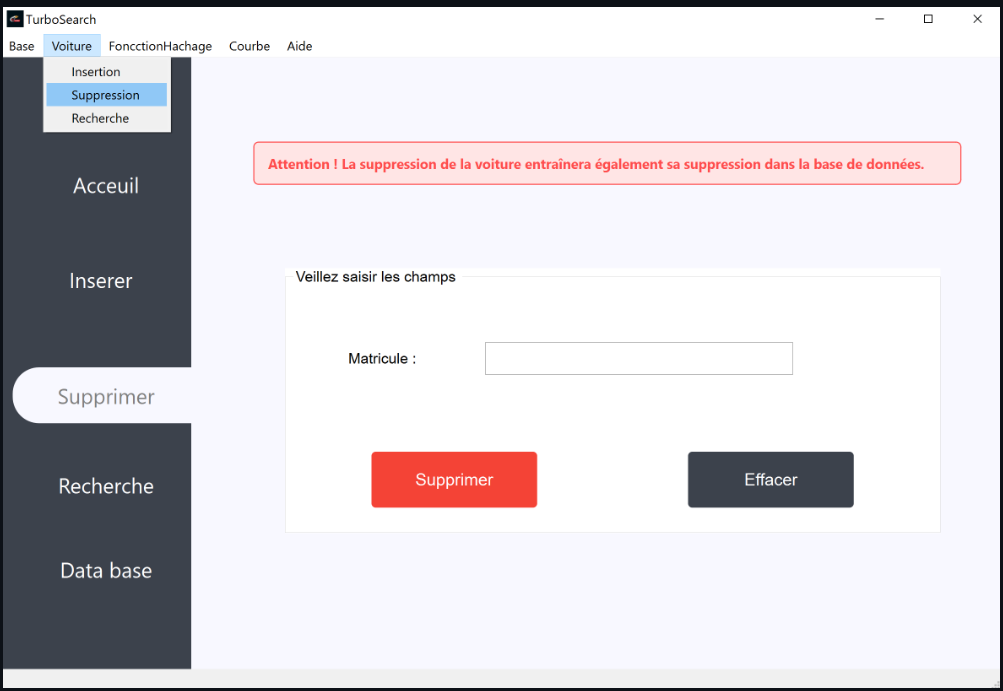 TurboSearch
Base Voiture FoncctionHachage Courbe Aide
Insertion
Suppression
Recherche
Acceuil
Inserer
Supprimer
Recherche
Data base
Attention ! La suppression de la voiture entraînera également sa suppression dans la base de données.
Veillez saisir les champs
Matricule :
Supprimer Effacer